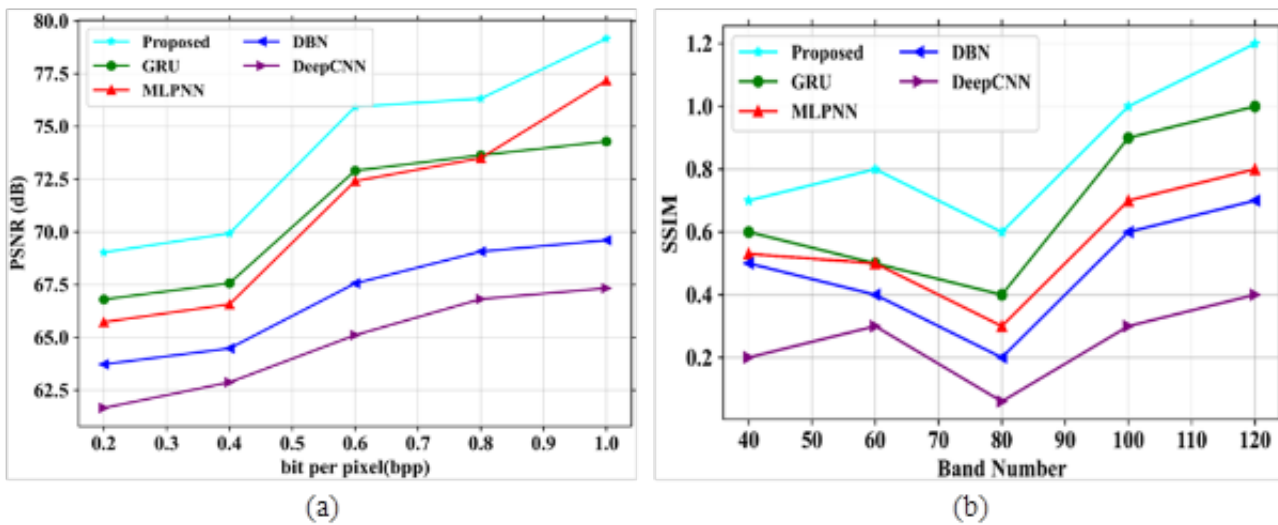 80.0
77.5
75.0
72.5
70.0
67.5
65.0
62.5
PSNR (dB)
Proposed
GRU
MLPNN
DBN
DeepCNN
0.2 0.3 0.4 0.5 0.6 0.7 0.8 0.9 1.0
bit per pixel(bpp)
(a)
1.2
1.0
0.8
0.6
0.4
0.2
SSIM
Proposed
GRU
MLPNN
DBN
DeepCNN
40 50 60 70 80 90 100 110 120
Band Number
(b)